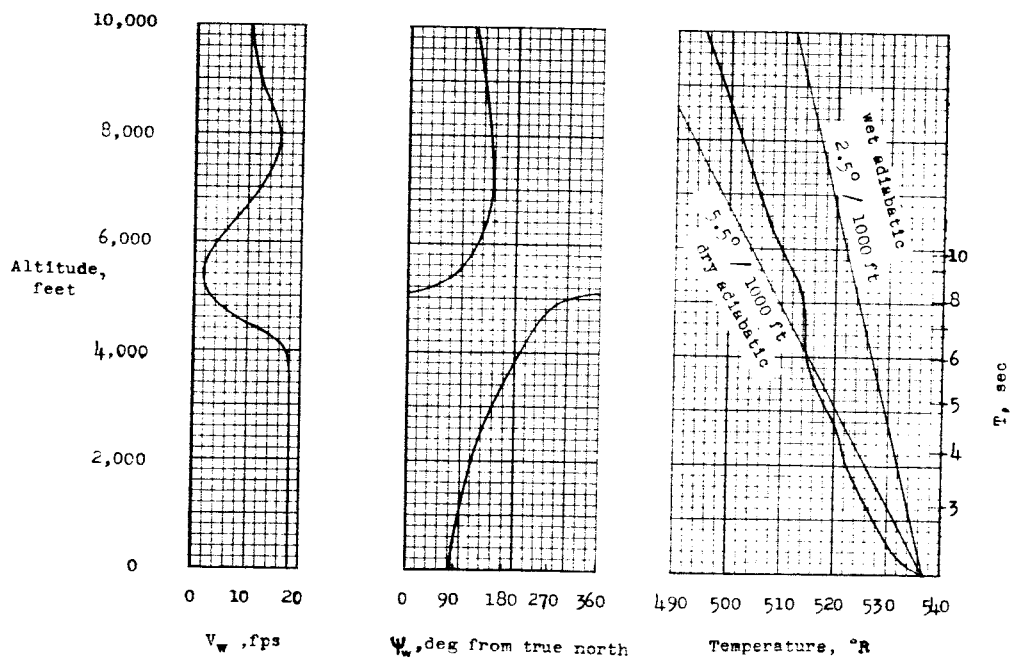 10,000
8,000
6,000
Altitude,
feet
4,000
2,000
0
0 10 20
V_w ,fps
0 90 180 270 360
Ψ_w,deg from true north
wet adiabatic
2.5° / 1000 ft
5.5° / 1000 ft
dry adiabatic
490 500 510 520 530 540
Temperature, °R
10
8
6
5
4
3
T, sec